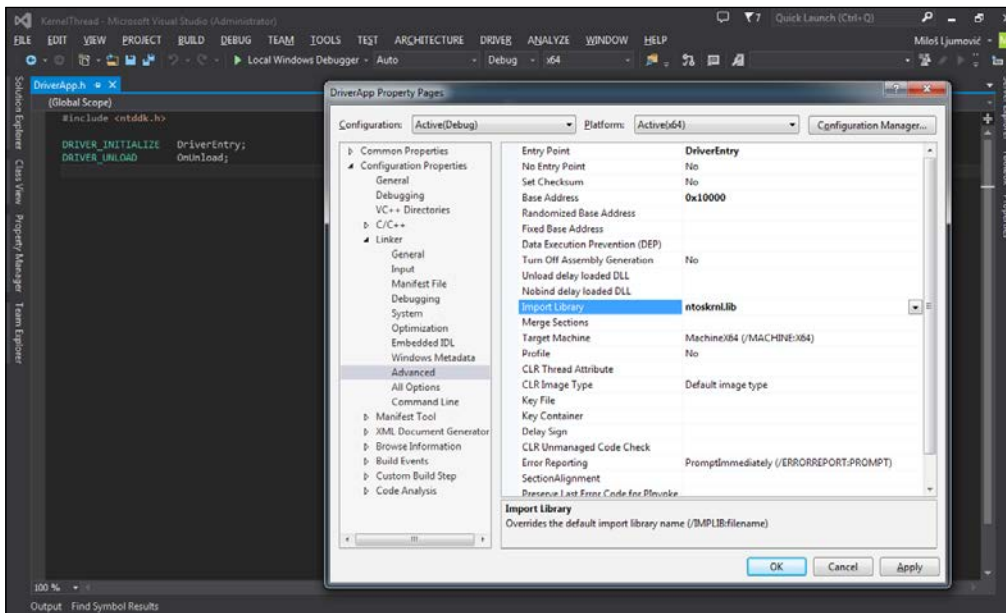 KernelThread - Microsoft Visual Studio (Administrator)
7
Quick Launch (Ctrl+Q)
FILE EDIT VIEW PROJECT BUILD DEBUG TEAM TOOLS TEST ARCHITECTURE DRIVER ANALYZE WINDOW HELP
Miloš Ljumović
Local Windows Debugger Auto Debug x64
Solution Explorer
Class View
Property Manager
Team Explorer
DriverApp.h
(Global Scope)
#include <ntddk.h>
DRIVER_INITIALIZE DriverEntry;
DRIVER_UNLOAD OnUnload;
DriverApp Property Pages
Configuration: Active(Debug) Platform: Active(x64) Configuration Manager...
Common Properties
Configuration Properties
General
Debugging
VC++ Directories
C/C++
Linker
General
Input
Manifest File
Debugging
System
Optimization
Embedded IDL
Windows Metadata
Advanced
All Options
Command Line
Manifest Tool
XML Document Generator
Browse Information
Build Events
Custom Build Step
Code Analysis
Entry Point DriverEntry
No Entry Point No
Set Checksum No
Base Address 0x10000
Randomized Base Address
Fixed Base Address
Data Execution Prevention (DEP)
Turn Off Assembly Generation No
Unload delay loaded DLL
Nobind delay loaded DLL
Import Library ntoskrnl.lib
Merge Sections
Target Machine MachineX64 (/MACHINE:X64)
Profile No
CLR Thread Attribute
CLR Image Type Default image type
Key File
Key Container
Delay Sign
CLR Unmanaged Code Check
Error Reporting PromptImmediately (/ERRORREPORT:PROMPT)
SectionAlignment
Preserve Last Error Code for PInvoke
Import Library
Overrides the default import library name (/IMPLIB:filename)
OK Cancel Apply
100 %
Output Find Symbol Results